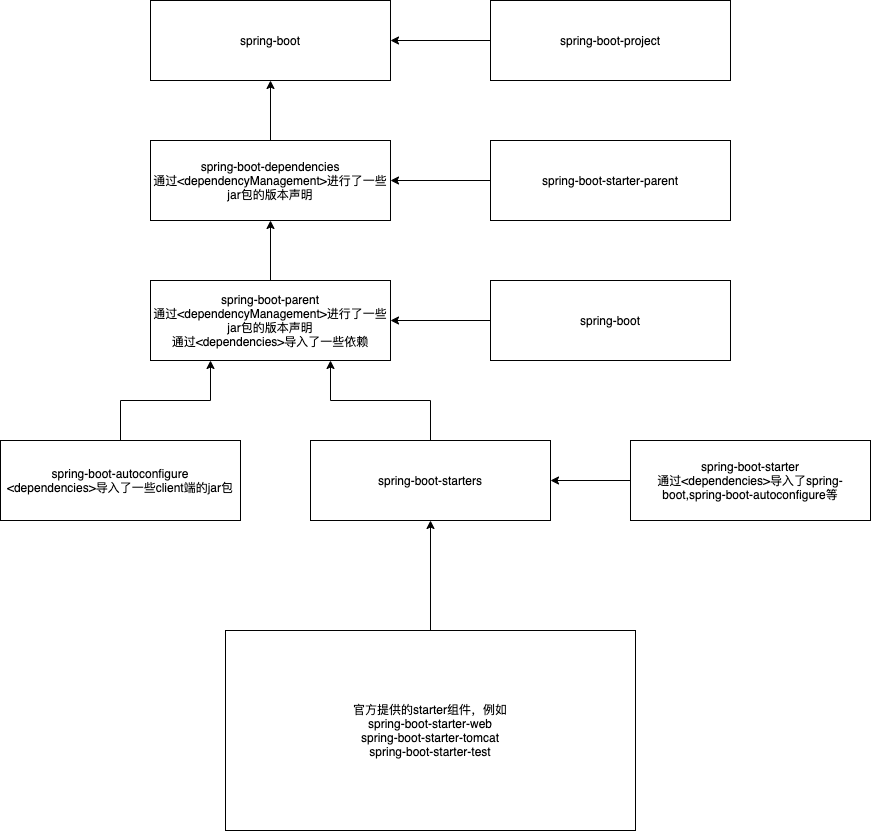 spring-boot
spring-boot-project
spring-boot-dependencies
通过<dependencyManagement>进行了一些
jar包的版本声明
spring-boot-starter-parent
spring-boot-parent
通过<dependencyManagement>进行了一些
jar包的版本声明
通过<dependencies>导入了一些依赖
spring-boot
spring-boot-autoconfigure
<dependencies>导入了一些client端的jar包
spring-boot-starters
spring-boot-starter
通过<dependencies>导入了spring-
boot,spring-boot-autoconfigure等
官方提供的starter组件，例如
spring-boot-starter-web
spring-boot-starter-tomcat
spring-boot-starter-test